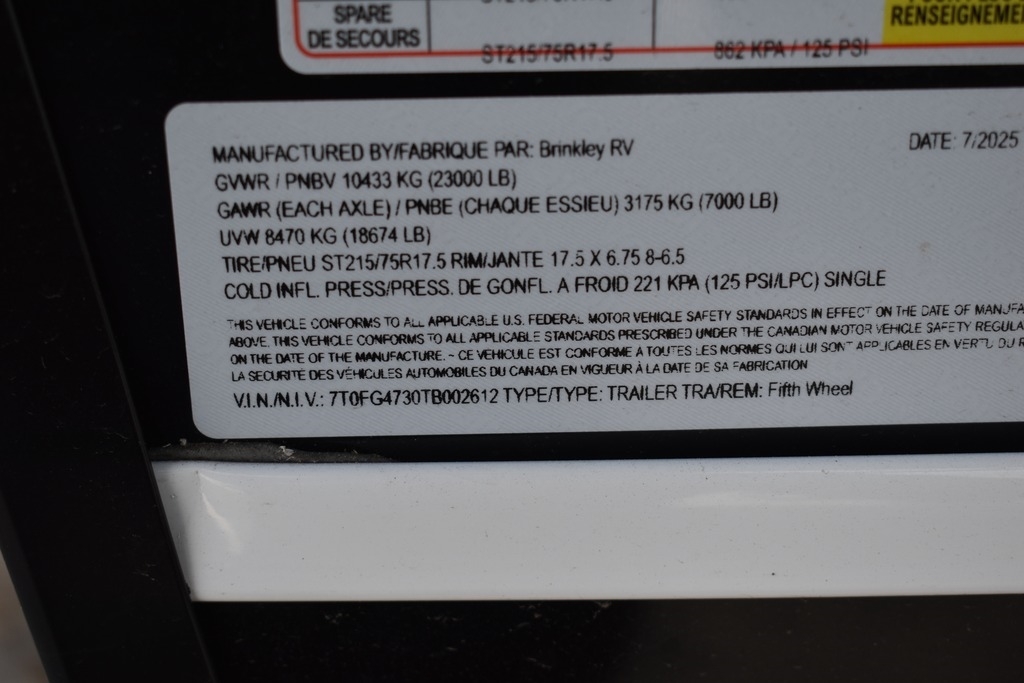 SPARE
DE SECOURS
ST215/75R17.5
862 KPA / 125 PSI
RENSEIGNEME
MANUFACTURED BY/FABRIQUE PAR: Brinkley RV
DATE: 7/2025
GVWR / PNBV 10433 KG (23000 LB)
GAWR (EACH AXLE) / PNBE (CHAQUE ESSIEU) 3175 KG (7000 LB)
UVW 8470 KG (18674 LB)
TIRE/PNEU ST215/75R17.5 RIM/JANTE 17.5 X 6.75 8-6.5
COLD INFL. PRESS/PRESS. DE GONFL. A FROID 221 KPA (125 PSI/LPC) SINGLE
THIS VEHICLE CONFORMS TO ALL APPLICABLE U.S. FEDERAL MOTOR VEHICLE SAFETY STANDARDS IN EFFECT ON THE DATE OF MANUFA
ABOVE. THIS VEHICLE CONFORMS TO ALL APPLICABLE STANDARDS PRESCRIBED UNDER THE CANADIAN MOTOR VEHICLE SAFETY REGULA
ON THE DATE OF THE MANUFACTURE. ~ CE VEHICULE EST CONFORME A TOUTES LES NORMES QUI LUI SONT APPLICABLES EN VERTU DU R
LA SECURITE DES VÉHICULES AUTOMOBILES DU CANADA EN VIGUEUR À LA DATE DE SA FABRICATION
V.I.N./N.I.V.: 7T0FG4730TB002612 TYPE/TYPE: TRAILER TRA/REM: Fifth Wheel